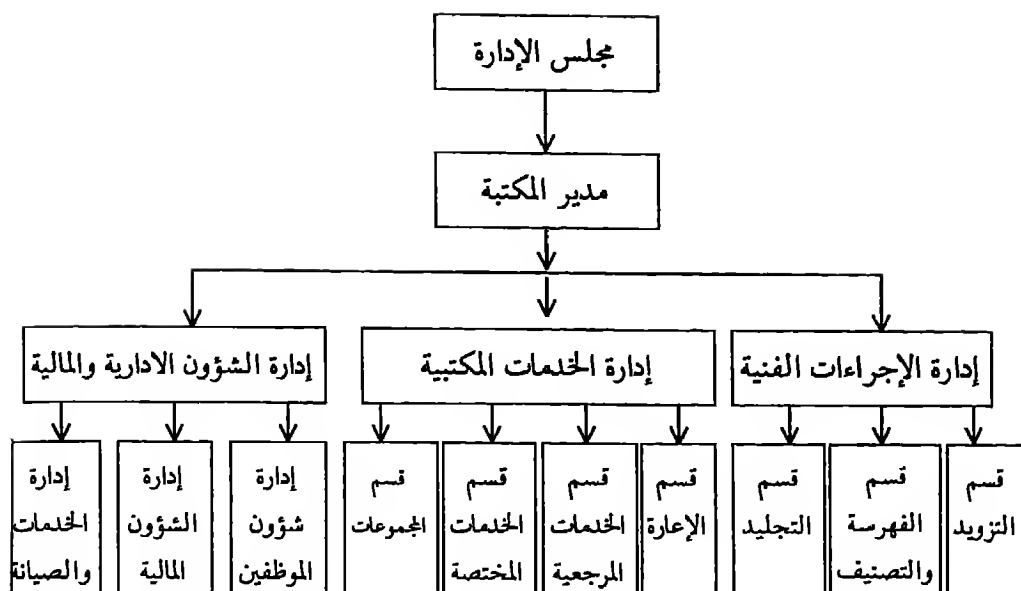 مجلس الإدارة
مدير المكتبة
إدارة الإجراءات الفنية
إدارة الخدمات المكتبية
إدارة الشؤون الادارية والمالية
قسم
التزويد
قسم
الفهرسة
والتصنيف
قسم
التجليد
قسم
الإعارة
قسم
الخدمات
المرجعية
قسم
الخدمات
المختصة
قسم
المجموعات
إدارة
شؤون
الموظفين
إدارة
الشؤون
المالية
إدارة
الخدمات
والصيانة